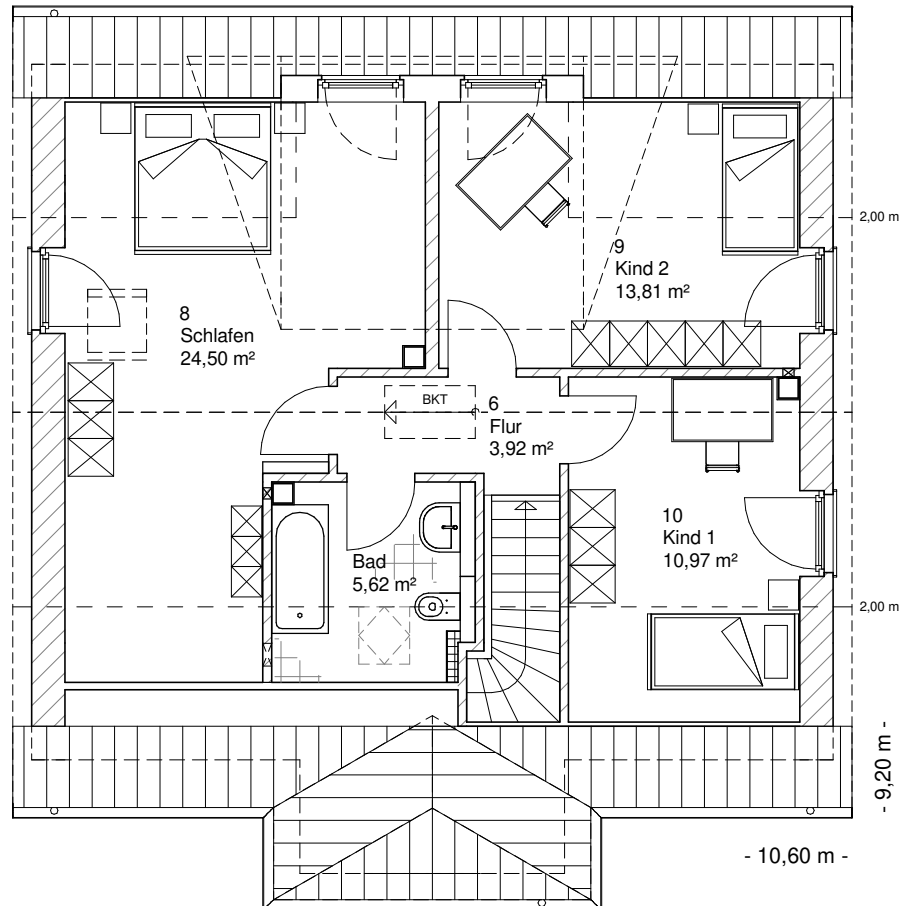 2,00 m
9
Kind 2
13,81 m²
8
Schlafen
24,50 m²
BKT
6
Flur
3,92 m²
10
Kind 1
10,97 m²
Bad
5,62 m²
2,00 m
- 9,20 m -
- 10,60 m -